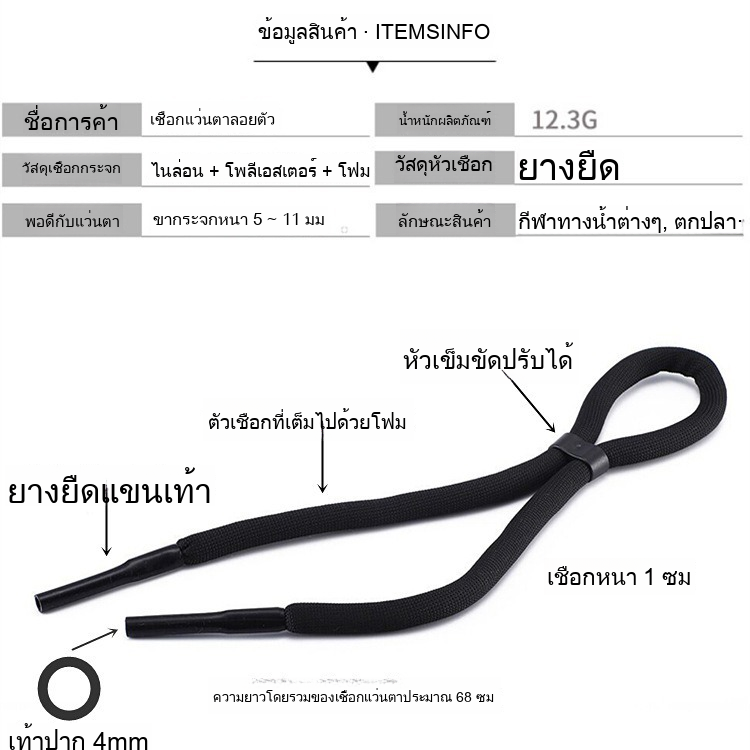 ข้อมูลสินค้า · ITEMSINFO
ชื่อการค้า เชือกแว่นตาลอยตัว น้ำหนักผลิตภัณฑ์ 12.3G
วัสดุเชือกกระจก ไนล่อน + โพลีเอสเตอร์ + โฟม วัสดุหัวเชือก ยางยืด
พอดีกับแว่นตา ขากระจกหนา 5 ~ 11 มม ลักษณะสินค้า กีฬาทางน้ำต่างๆ, ตกปลา
หัวเข็มขัดปรับได้
ตัวเชือกที่เต็มไปด้วยโฟม
ยางยืดแขนเท้า
เชือกหนา 1 ซม
ความยาวโดยรวมของเชือกแว่นตาประมาณ 68 ซม
เท้าปาก 4mm